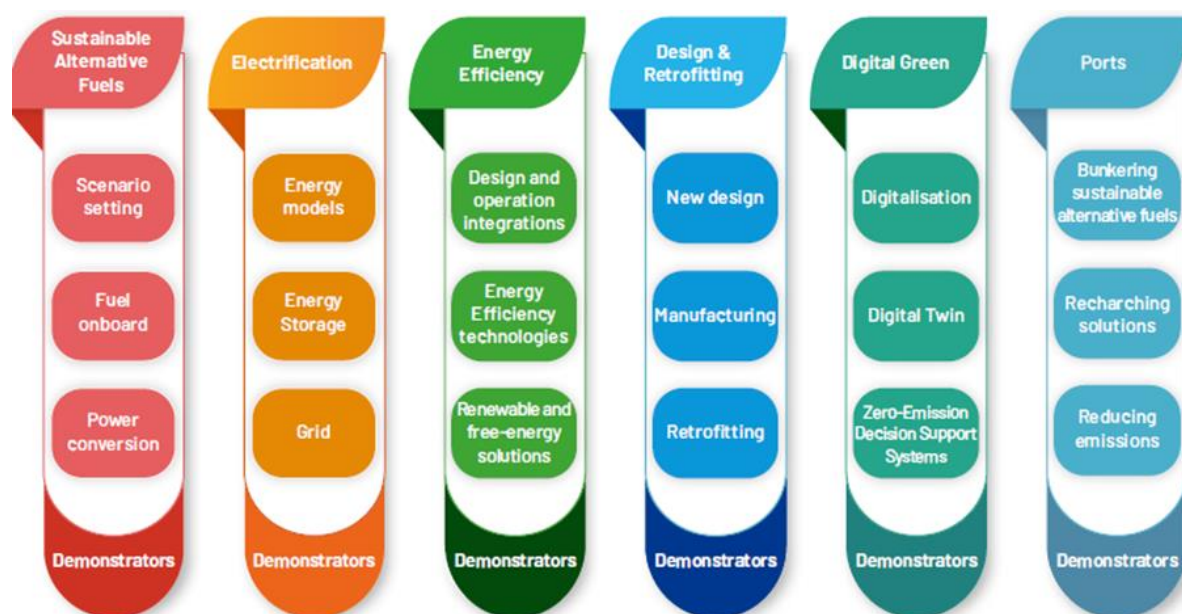 Sustainable
Alternative
Fuels
Scenario
setting
Fuel
onboard
Power
conversion
Demonstrators
Electrification
Energy
models
Energy
Storage
Grid
Demonstrators
Energy
Efficiency
Design and
operation
integrations
Energy
Efficiency
technologies
Renewable and
free-energy
solutions
Demonstrators
Design &
Retrofitting
New design
Manufacturing
Retrofitting
Demonstrators
Digital Green
Digitalisation
Digital Twin
Zero-Emission
Decision Support
Systems
Demonstrators
Ports
Bunkering
sustainable
alternative fuels
Recharching
solutions
Reducing
emissions
Demonstrators